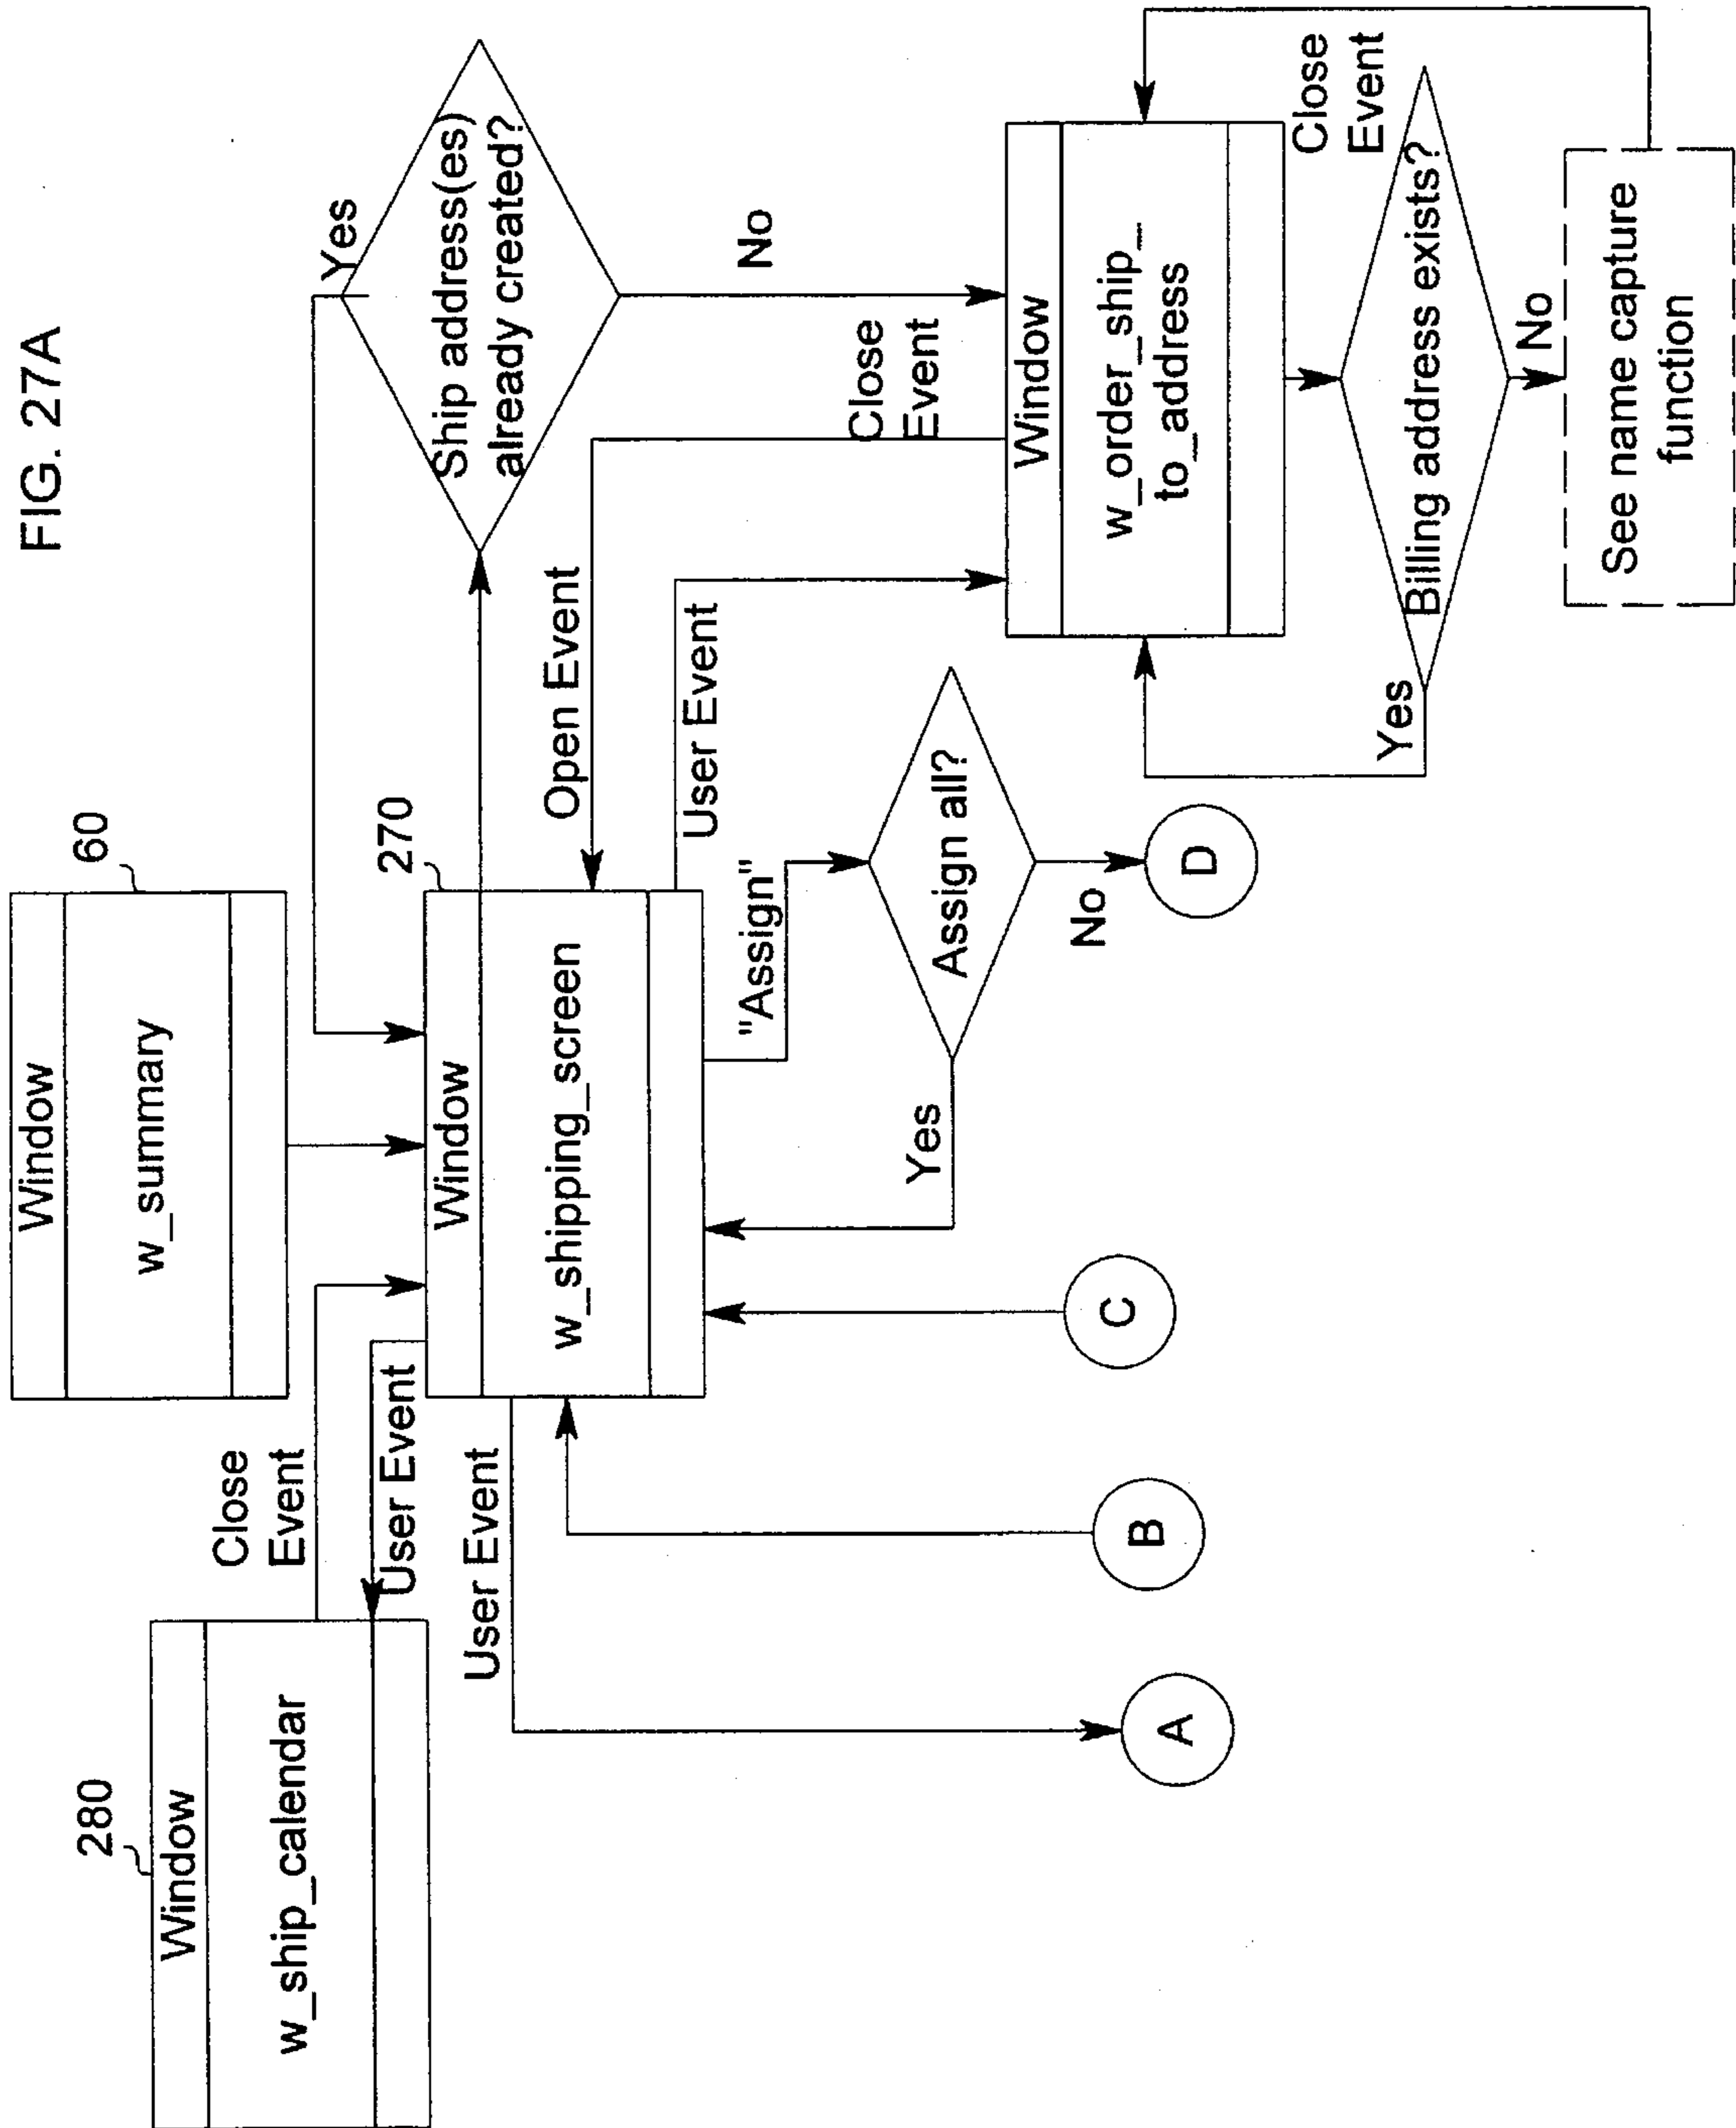 FIG. 27A
280
Window
w_ship_calendar
Close
Event
User Event
User Event
60
Window
w_summary
270
Window
w_shipping_screen
Yes
Ship address(es)
already created?
No
Open Event
User Event
Close
Event
Window
w_order_ship_
to_address
Close
Event
Billing address exists?
Yes
No
See name capture
function
"Assign"
Assign all?
Yes
No
A
B
C
D